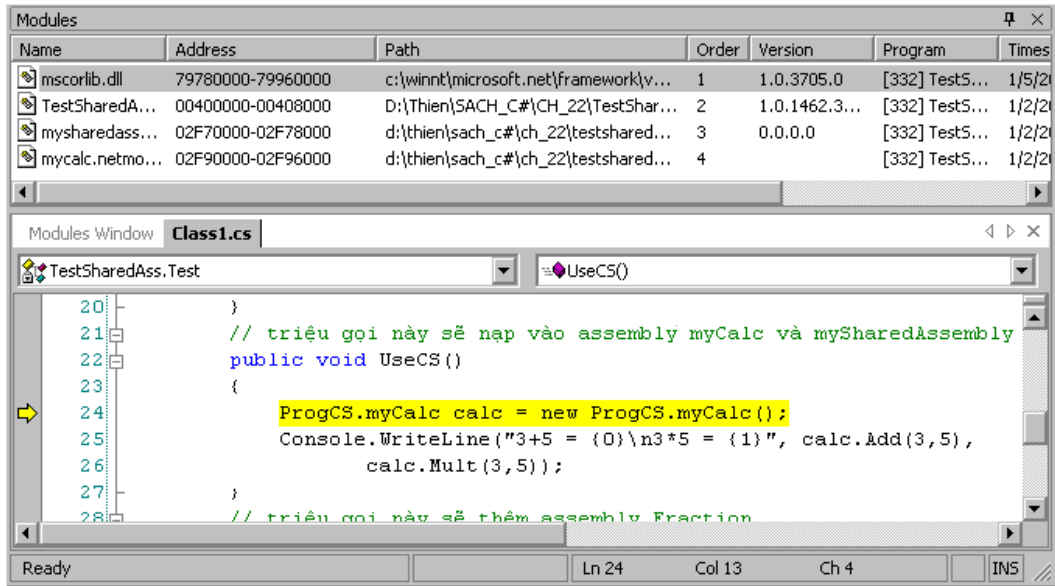 Modules
Name Address Path Order Version Program Times
mscorlib.dll 79780000-79960000 c:\winnt\microsoft.net\framework\v... 1 1.0.3705.0 [332] TestS... 1/5/2
TestSharedA... 00400000-00408000 D:\Thien\SACH_C#\CH_22\TestShar... 2 1.0.1462.3... [332] TestS... 1/2/2
mysharedass... 02F70000-02F78000 d:\thien\sach_c#\ch_22\testshared... 3 0.0.0.0 [332] TestS... 1/2/2
mycalc.netmo... 02F90000-02F96000 d:\thien\sach_c#\ch_22\testshared... 4 [332] TestS... 1/2/2
Modules Window Class1.cs
TestSharedAss.Test UseCS()
20 }
21 // triệu gọi này sẽ nạp vào assembly myCalc và mySharedAssembly
22 public void UseCS()
23 {
24 ProgCS.myCalc calc = new ProgCS.myCalc();
25 Console.WriteLine("3+5 = {0}\n3*5 = {1}", calc.Add(3,5),
26 calc.Mult(3,5));
27 }
28 // triệu gọi này sẽ thêm assembly Fraction
Ready Ln 24 Col 13 Ch 4 INS